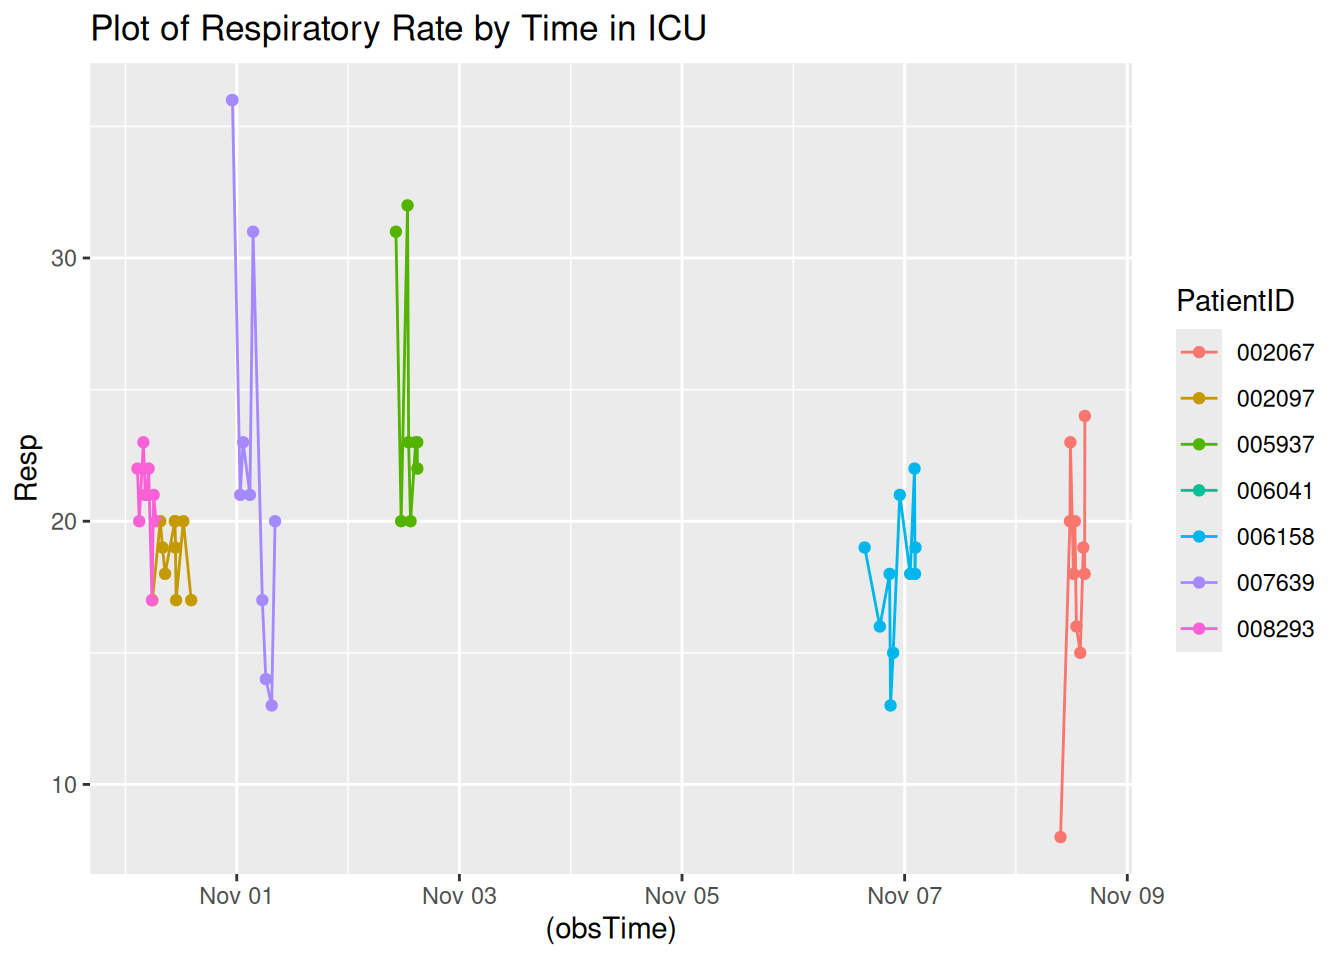 Plot of Respiratory Rate by Time in ICU
Resp
30
20
10
Nov 01
Nov 03
Nov 05
Nov 07
Nov 09
(obsTime)
PatientID
002067
002097
005937
006041
006158
007639
008293